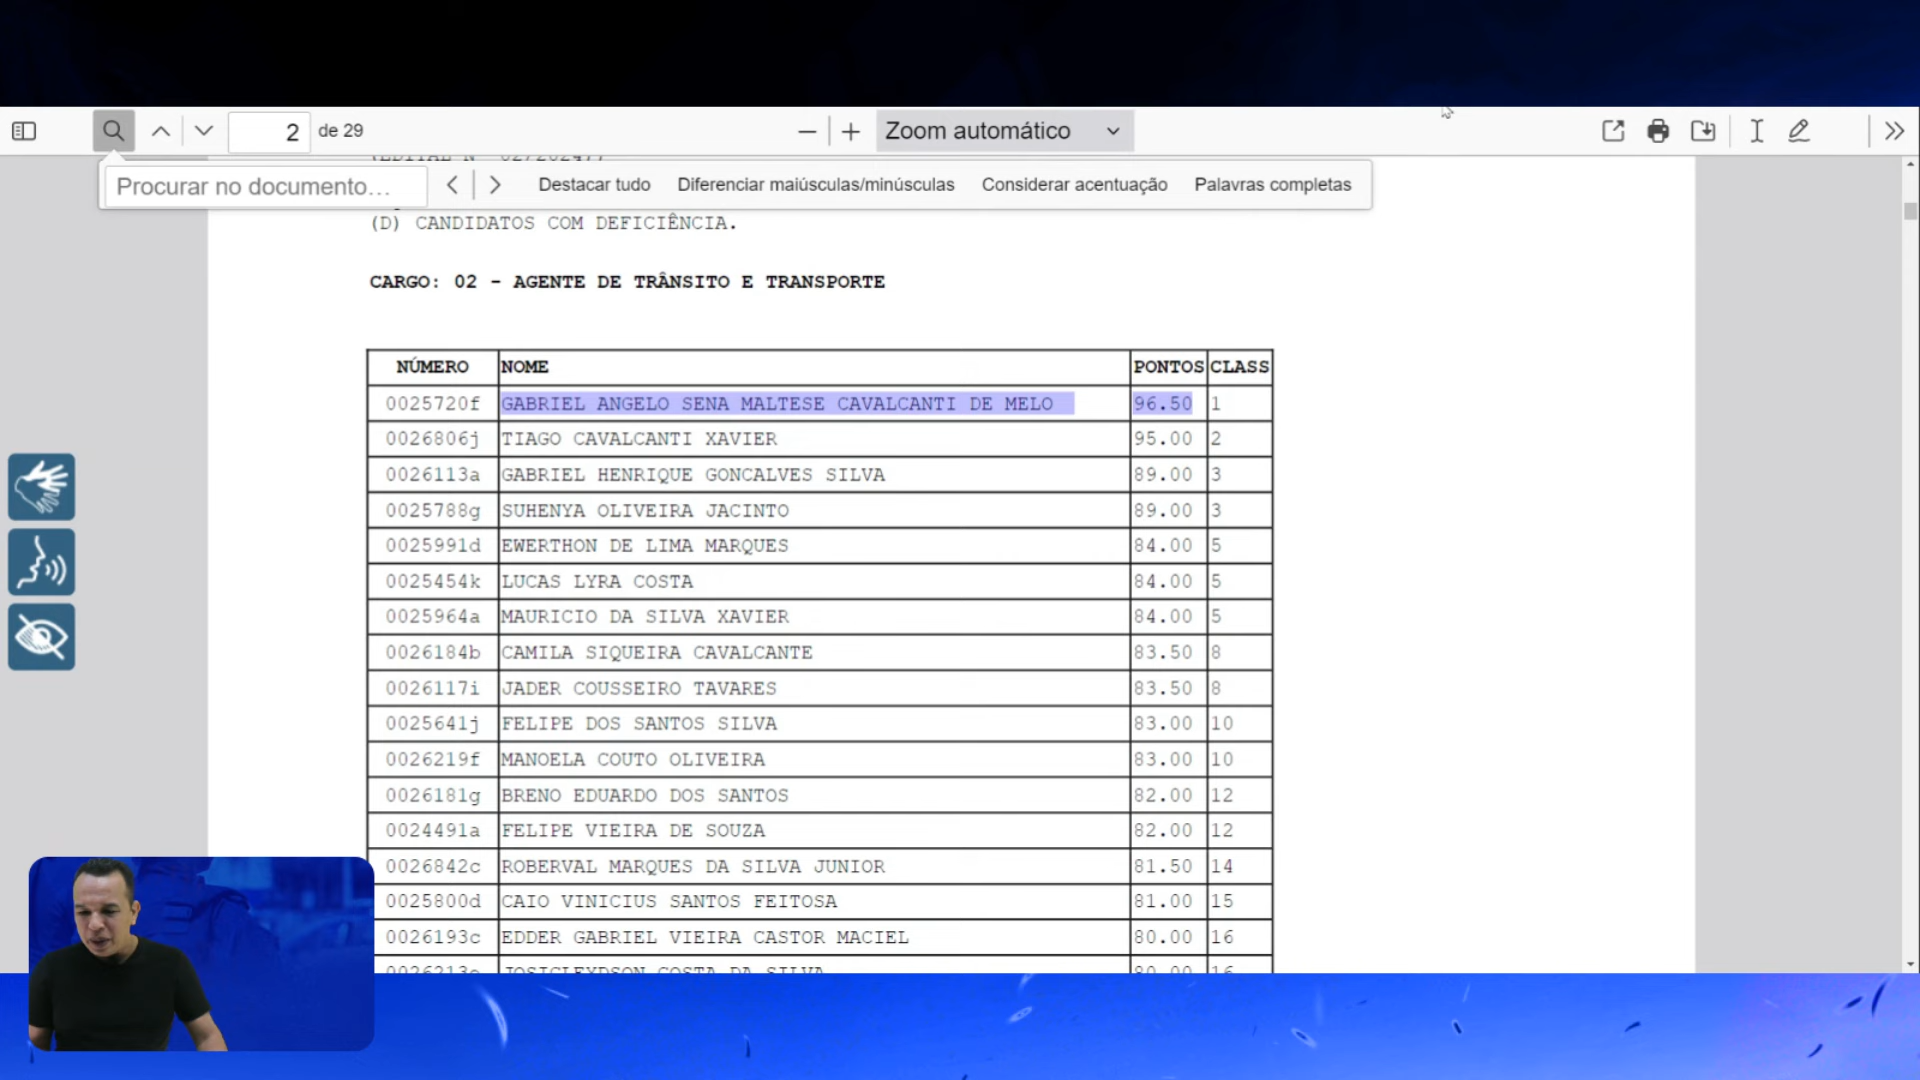 2 de 29
Zoom automático
Procurar no documento...
Destacar tudo Diferenciar maiúsculas/minúsculas Considerar acentuação Palavras completas
(D) CANDIDATOS COM DEFICIÊNCIA.
CARGO: 02 - AGENTE DE TRÂNSITO E TRANSPORTE
NÚMERO NOME PONTOS CLASS
0025720f GABRIEL ANGELO SENA MALTESE CAVALCANTI DE MELO 96.50 1
0026806j TIAGO CAVALCANTI XAVIER 95.00 2
0026113a GABRIEL HENRIQUE GONCALVES SILVA 89.00 3
0025788g SUHENYA OLIVEIRA JACINTO 89.00 3
0025991d EWERTHON DE LIMA MARQUES 84.00 5
0025454k LUCAS LYRA COSTA 84.00 5
0025964a MAURICIO DA SILVA XAVIER 84.00 5
0026184b CAMILA SIQUEIRA CAVALCANTE 83.50 8
0026117i JADER COUSSEIRO TAVARES 83.50 8
0025641j FELIPE DOS SANTOS SILVA 83.00 10
0026219f MANOELA COUTO OLIVEIRA 83.00 10
0026181g BRENO EDUARDO DOS SANTOS 82.00 12
0024491a FELIPE VIEIRA DE SOUZA 82.00 12
0026842c ROBERVAL MARQUES DA SILVA JUNIOR 81.50 14
0025800d CAIO VINICIUS SANTOS FEITOSA 81.00 15
0026193c EDDER GABRIEL VIEIRA CASTOR MACIEL 80.00 16
JOSICLEYDSON COSTA DA SILVA 80.00 16